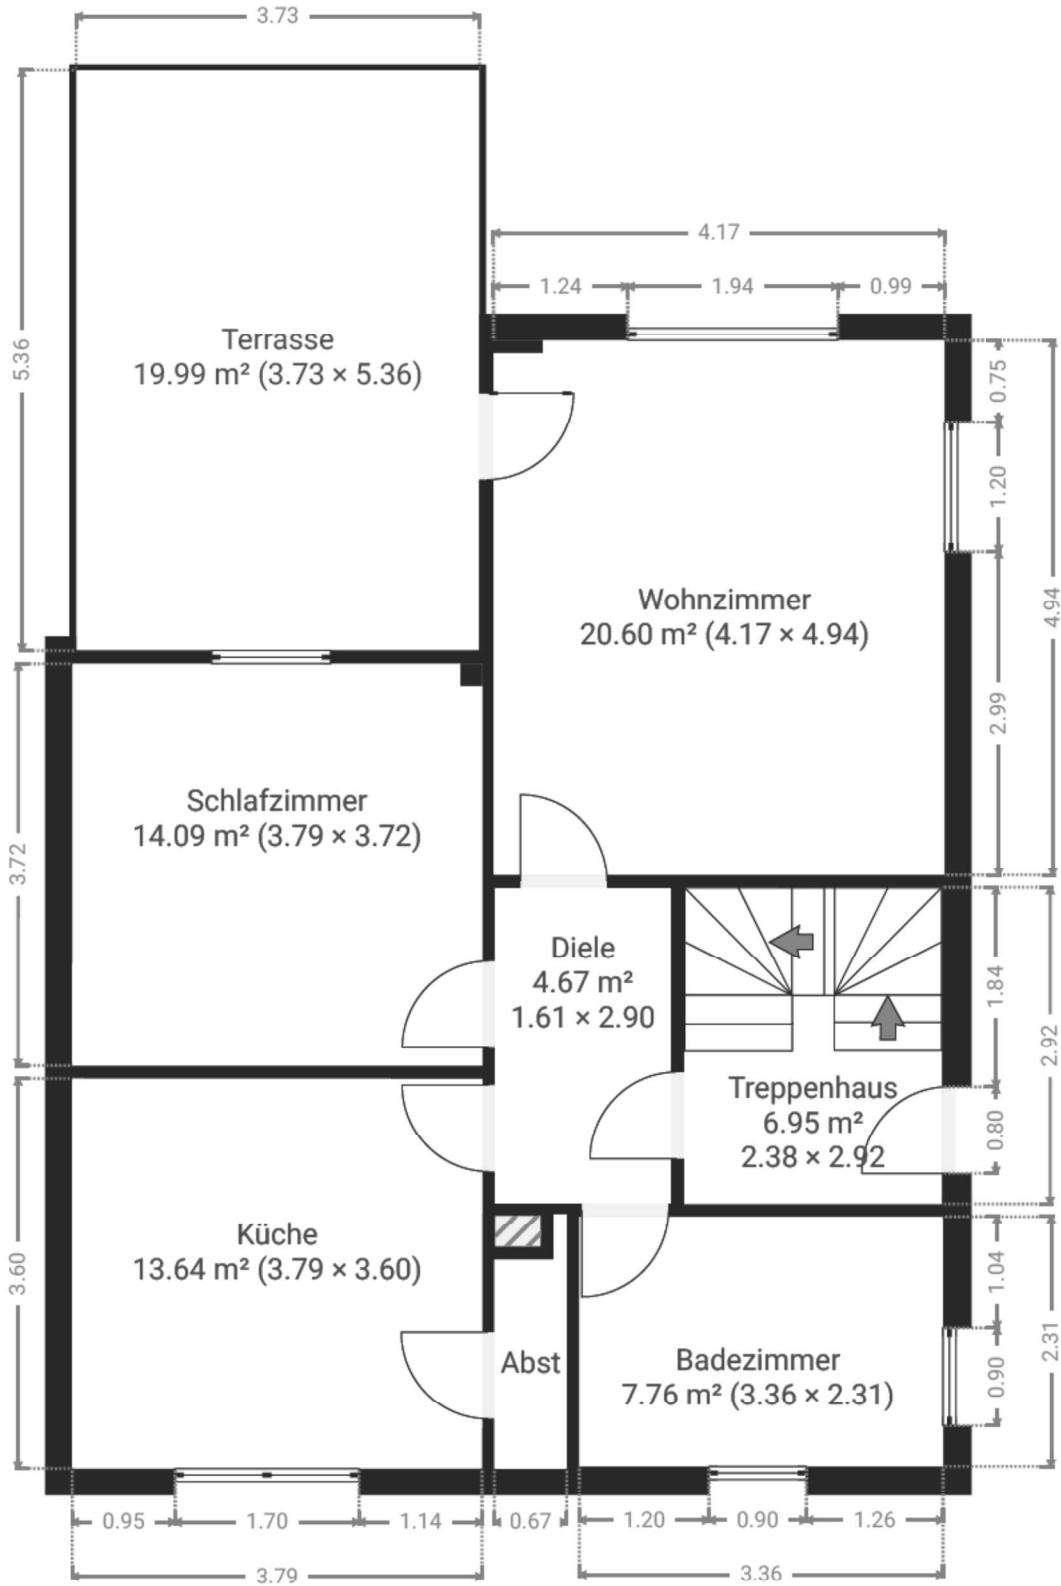 3.73
4.17
1.24
1.94
0.99
5.36
Terrasse
19.99 m² (3.73 × 5.36)
0.75
1.20
4.94
Wohnzimmer
20.60 m² (4.17 × 4.94)
2.99
Schlafzimmer
14.09 m² (3.79 × 3.72)
3.72
Diele
4.67 m²
1.61 × 2.90
1.84
2.92
Treppenhaus
6.95 m²
2.38 × 2.92
0.80
Küche
13.64 m² (3.79 × 3.60)
3.60
1.04
2.31
Abst
Badezimmer
7.76 m² (3.36 × 2.31)
0.90
0.95
1.70
1.14
0.67
1.20
0.90
1.26
3.79
3.36